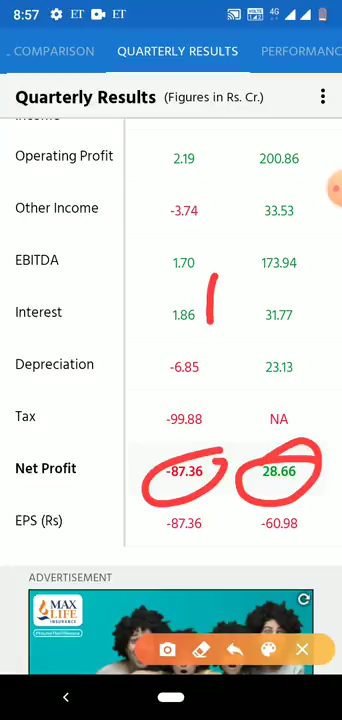 8:57 ET ET 4G
COMPARISON QUARTERLY RESULTS PERFORMANC
Quarterly Results (Figures in Rs. Cr.)
Operating Profit 2.19 200.86
Other Income -3.74 33.53
EBITDA 1.70 173.94
Interest 1.86 31.77
Depreciation -6.85 23.13
Tax -99.88 NA
Net Profit -87.36 28.66
EPS (Rs) -87.36 -60.98
ADVERTISEMENT
MAX
LIFE
INSURANCE